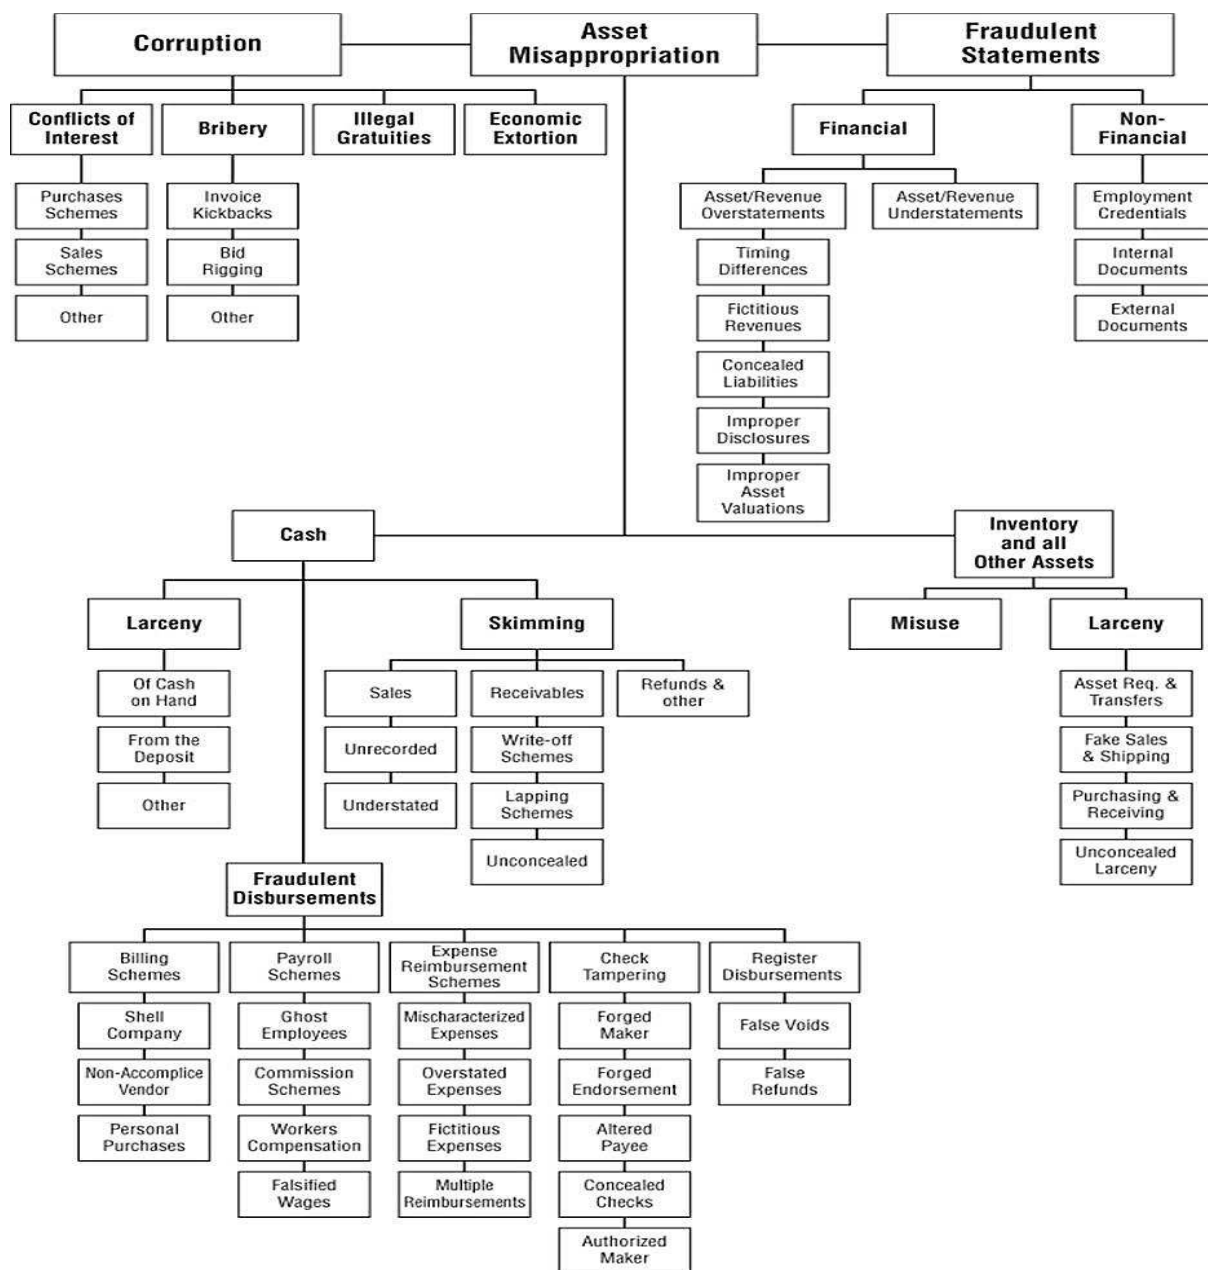 Corruption
Asset
Misappropriation
Fraudulent
Statements
Conflicts of
Interest
Bribery
Illegal
Gratuities
Economic
Extortion
Financial
Non-
Financial
Purchases
Schemes
Sales
Schemes
Other
Invoice
Kickbacks
Bid
Rigging
Other
Asset/Revenue
Overstatements
Timing
Differences
Fictitious
Revenues
Concealed
Liabilities
Improper
Disclosures
Improper
Asset
Valuations
Asset/Revenue
Understatements
Employment
Credentials
Internal
Documents
External
Documents
Cash
Inventory
and all
Other Assets
Larceny
Of Cash
on Hand
From the
Deposit
Other
Skimming
Sales
Unrecorded
Understated
Receivables
Write-off
Schemes
Lapping
Schemes
Unconcealed
Refunds &
other
Misuse
Larceny
Asset Req. &
Transfers
Fake Sales
& Shipping
Purchasing &
Receiving
Unconcealed
Larceny
Fraudulent
Disbursements
Billing
Schemes
Shell
Company
Non-Accomplice
Vendor
Personal
Purchases
Payroll
Schemes
Ghost
Employees
Commission
Schemes
Workers
Compensation
Falsified
Wages
Expense
Reimbursement
Schemes
Mischaracterized
Expenses
Overstated
Expenses
Fictitious
Expenses
Multiple
Reimbursements
Check
Tampering
Forged
Maker
Forged
Endorsement
Altered
Payee
Concealed
Checks
Authorized
Maker
Register
Disbursements
False Voids
False
Refunds